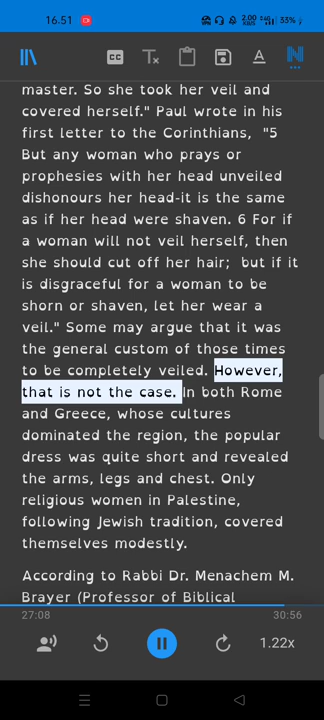 16.51
2.00
KB/s
24G
33%
CC
T×
A
N
master. So she took her veil and
covered herself." Paul wrote in his
first letter to the Corinthians, "5
But any woman who prays or
prophesies with her head unveiled
dishonours her head-it is the same
as if her head were shaven. 6 For if
a woman will not veil herself, then
she should cut off her hair; but if it
is disgraceful for a woman to be
shorn or shaven, let her wear a
veil." Some may argue that it was
the general custom of those times
to be completely veiled. However,
that is not the case. In both Rome
and Greece, whose cultures
dominated the region, the popular
dress was quite short and revealed
the arms, legs and chest. Only
religious women in Palestine,
following Jewish tradition, covered
themselves modestly.
According to Rabbi Dr. Menachem M.
Brayer (Professor of Biblical
27:08
30:56
1.22x